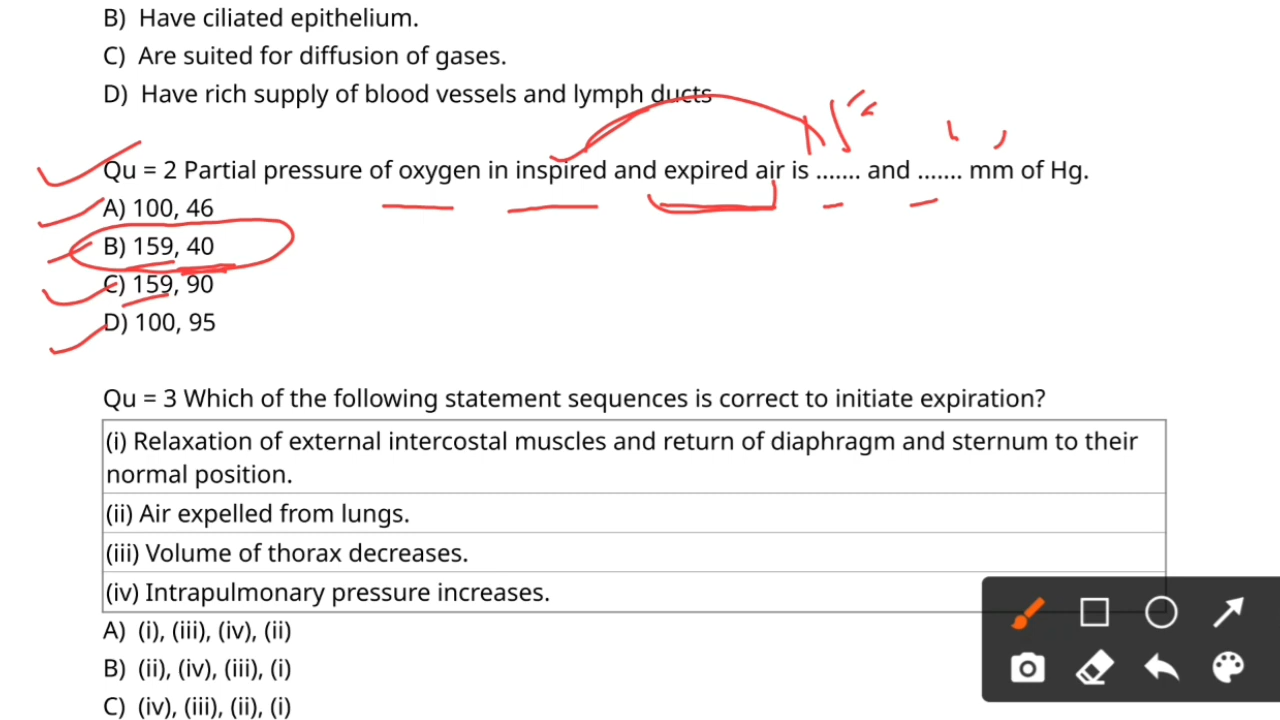 B) Have ciliated epithelium.
C) Are suited for diffusion of gases.
D) Have rich supply of blood vessels and lymph ducts
Qu = 2 Partial pressure of oxygen in inspired and expired air is ....... and ....... mm of Hg.
A) 100, 46
B) 159, 40
C) 159, 90
D) 100, 95
Qu = 3 Which of the following statement sequences is correct to initiate expiration?
(i) Relaxation of external intercostal muscles and return of diaphragm and sternum to their
normal position.
(ii) Air expelled from lungs.
(iii) Volume of thorax decreases.
(iv) Intrapulmonary pressure increases.
A) (i), (iii), (iv), (ii)
B) (ii), (iv), (iii), (i)
C) (iv), (iii), (ii), (i)